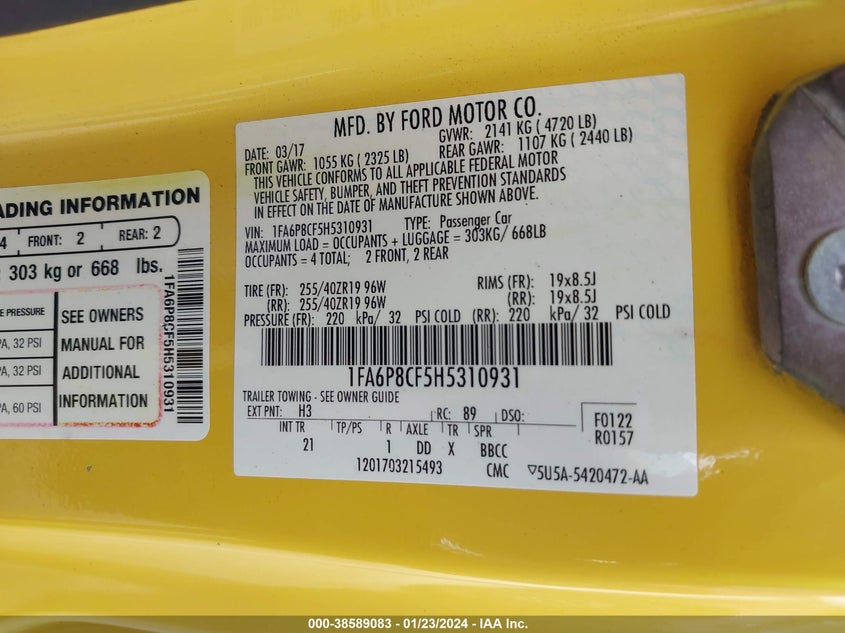 ADING INFORMATION
4 FRONT: 2 REAR: 2
: 303 kg or 668 lbs.
E PRESSURE
PA, 32 PSI
PA, 32 PSI
PA, 60 PSI
SEE OWNERS
MANUAL FOR
ADDITIONAL
INFORMATION
1FA6P8CF5H5310931
MFD. BY FORD MOTOR CO.
DATE: 03/17 GVWR: 2141 KG ( 4720 LB)
FRONT GAWR: 1055 KG ( 2325 LB) REAR GAWR: 1107 KG ( 2440 LB)
THIS VEHICLE CONFORMS TO ALL APPLICABLE FEDERAL MOTOR
VEHICLE SAFETY, BUMPER, AND THEFT PREVENTION STANDARDS
IN EFFECT ON THE DATE OF MANUFACTURE SHOWN ABOVE.
VIN: 1FA6P8CF5H5310931 TYPE: Passenger Car
MAXIMUM LOAD = OCCUPANTS + LUGGAGE = 303KG/ 668LB
OCCUPANTS = 4 TOTAL; 2 FRONT, 2 REAR
TIRE (FR): 255/40ZR19 96W RIMS (FR): 19x8.5J
(RR): 255/40ZR19 96W (RR): 19x8.5J
PRESSURE (FR): 220 kPa/ 32 PSI COLD (RR): 220 kPa/ 32 PSI COLD
1FA6P8CF5H5310931
TRAILER TOWING - SEE OWNER GUIDE
EXT PNT: H3 RC: 89 DSO:
F0122
R0157
INT TR TP/PS R AXLE TR SPR
21 1 DD X BBCC
1201703215493 CMC ▽5U5A-5420472-AA
000-38589083 - 01/23/2024 - IAA Inc.